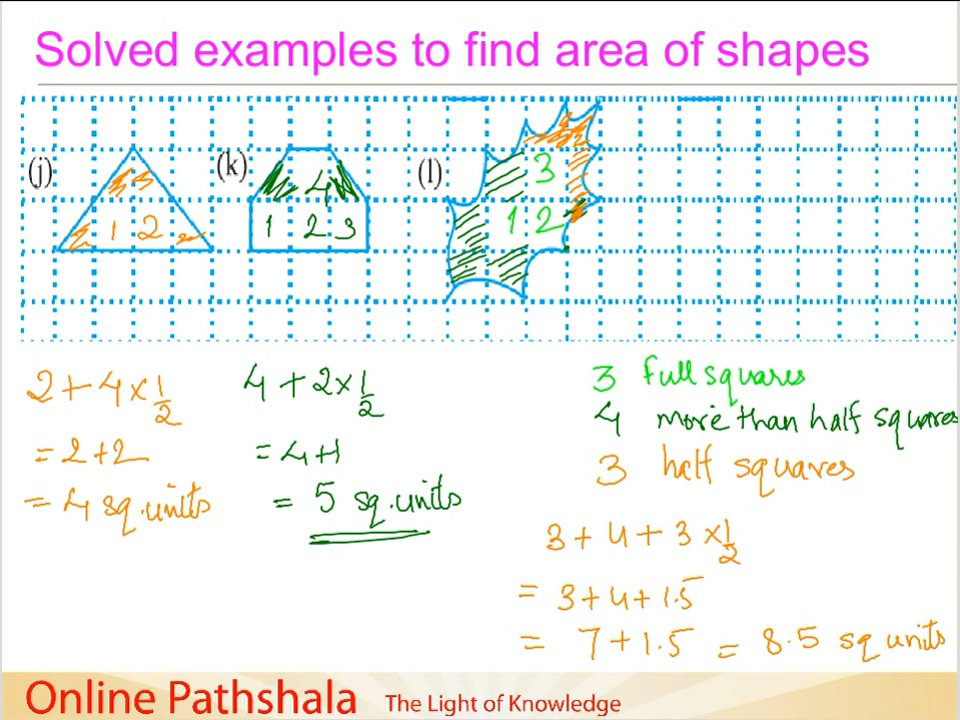 Solved examples to find area of shapes
(j)
1 2
(k)
4
1 2 3
(l)
3
1 2
2 + 4 × 1/2
= 2 + 2
= 4 sq. units
4 + 2 × 1/2
= 4 + 1
= 5 sq. units
3 full squares
4 more than half squares
3 half squares
3 + 4 + 3 × 1/2
= 3 + 4 + 1.5
= 7 + 1.5 = 8.5 sq units
Online Pathshala The Light of Knowledge